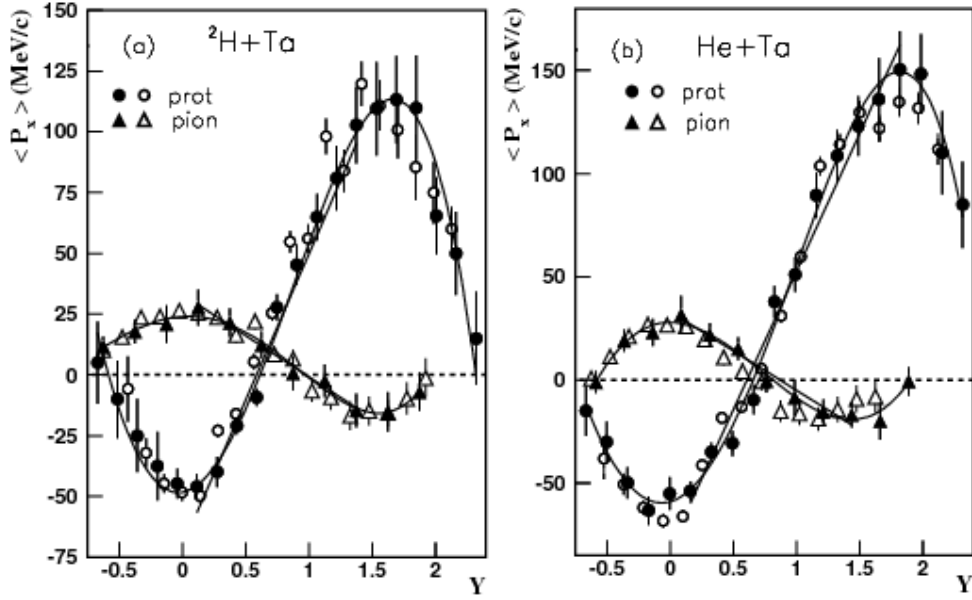 < P_x > (MeV/c)
150
125
100
75
50
25
0
-25
-50
-75
(a) ²H+Ta
● ○ prot
▲ △ pion
-0.5 0 0.5 1 1.5 2 Y
< P_x > (MeV/c)
150
100
50
0
-50
(b) He+Ta
● ○ prot
▲ △ pion
-0.5 0 0.5 1 1.5 2 Y